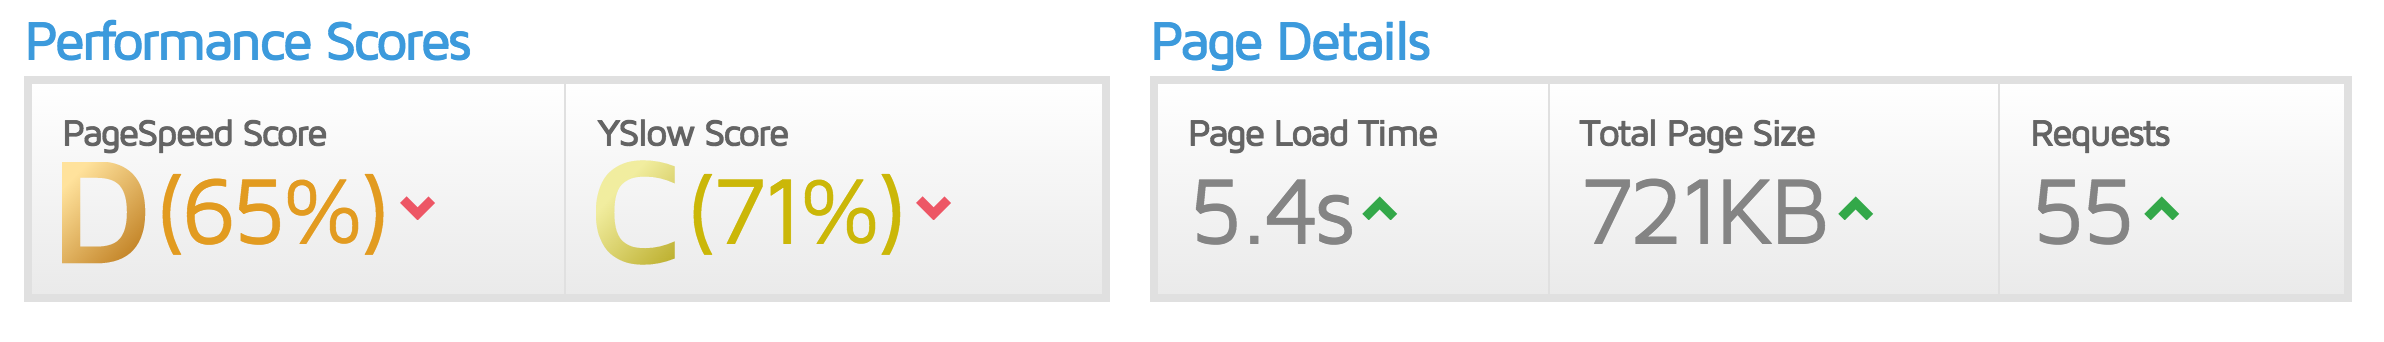 Performance Scores
PageSpeed Score
D (65%)
YSlow Score
C (71%)
Page Details
Page Load Time
5.4s
Total Page Size
721KB
Requests
55